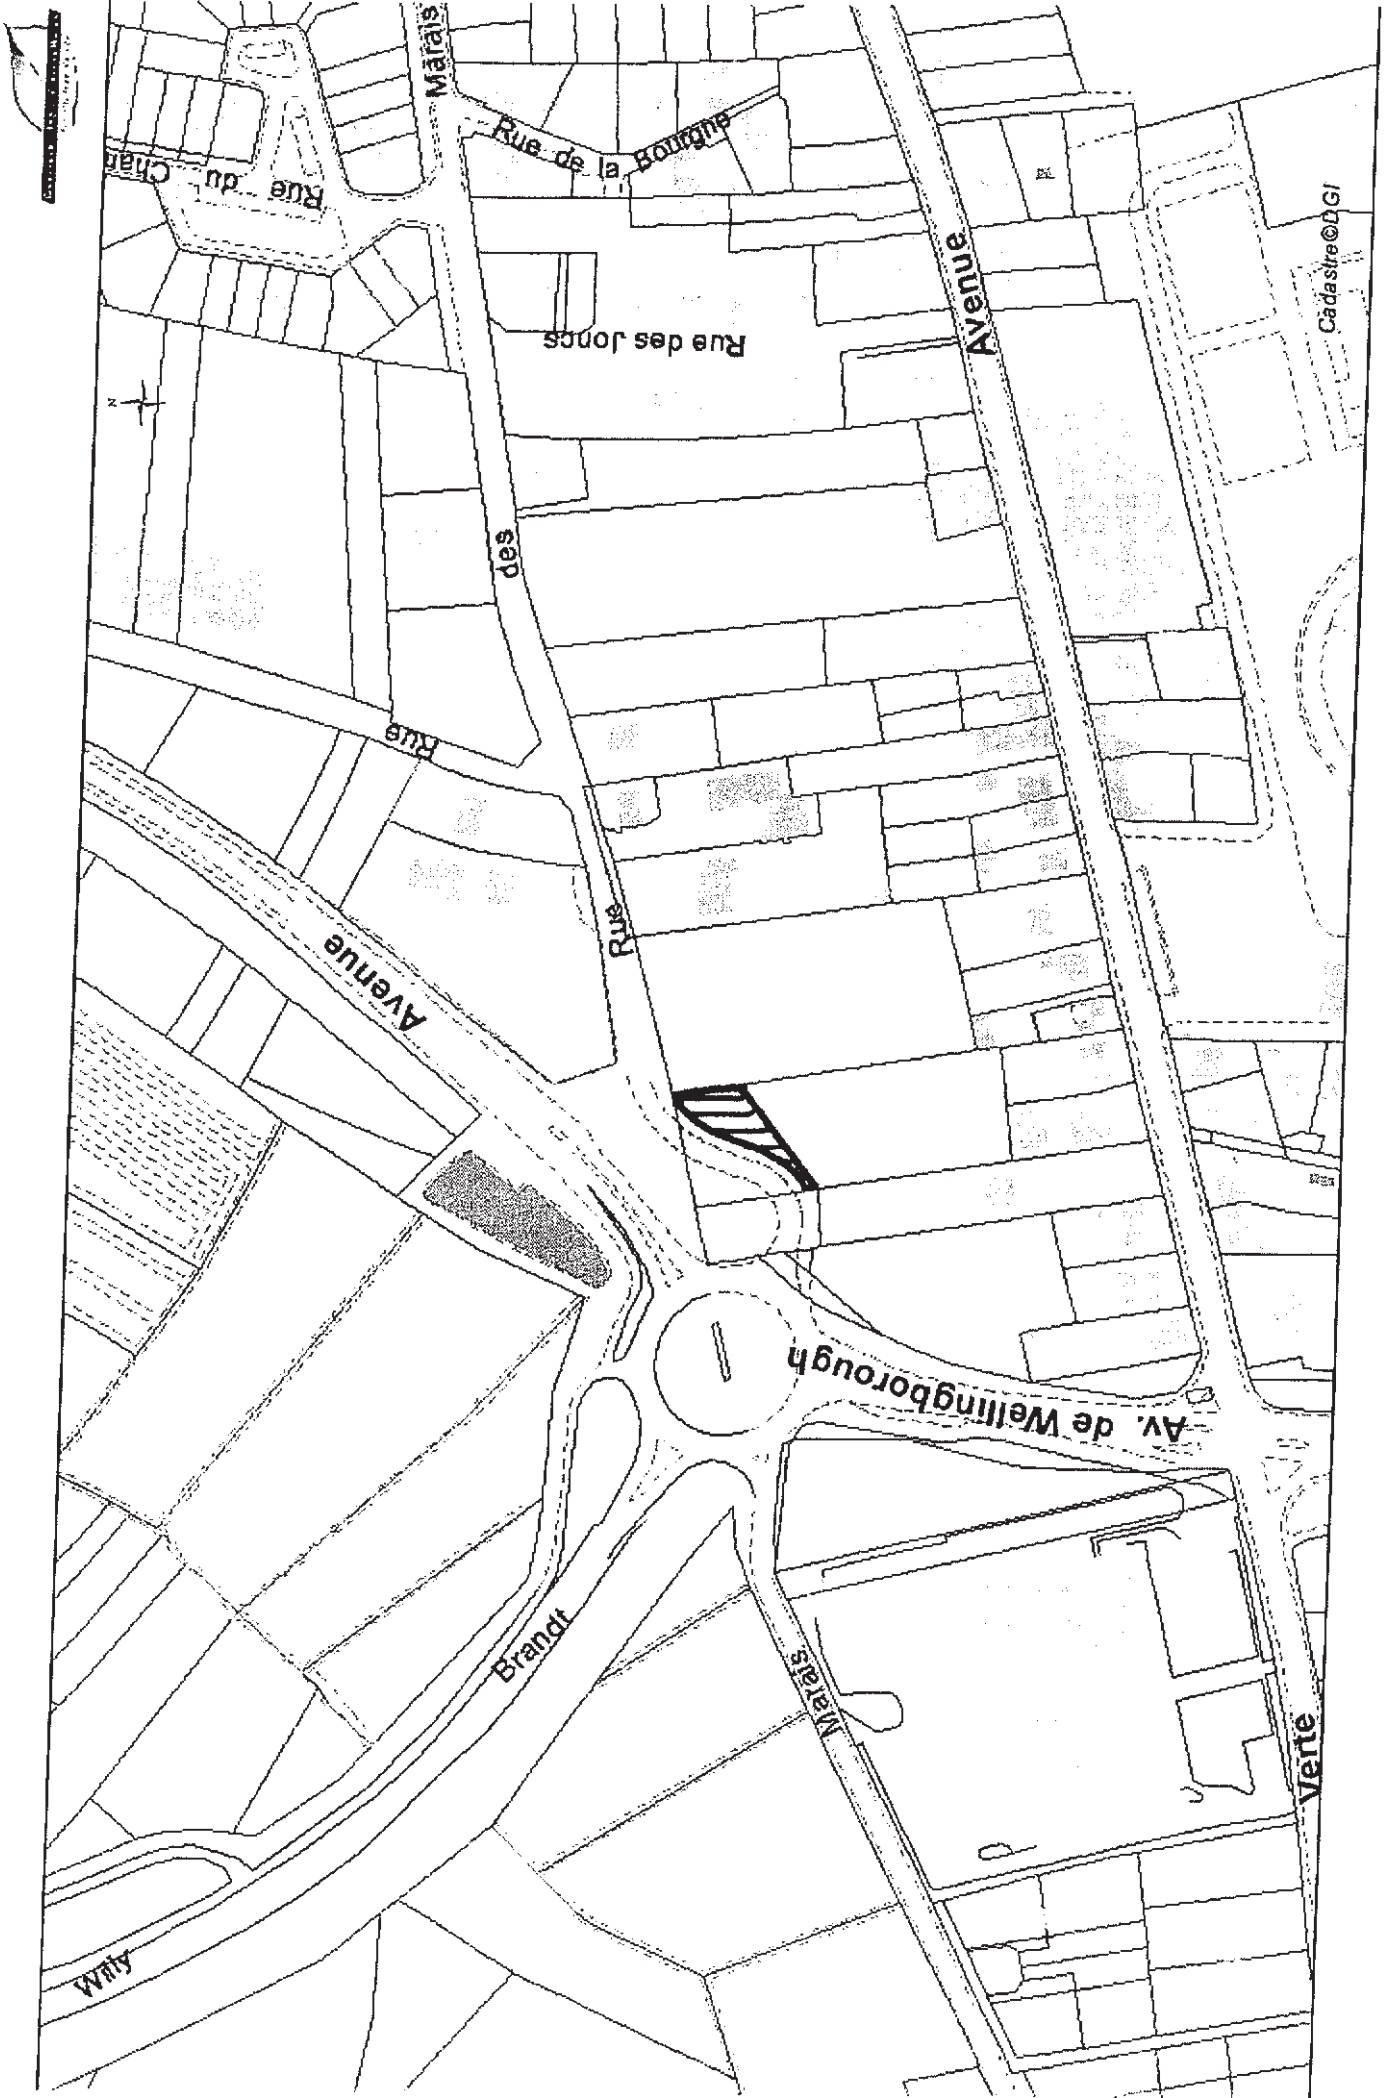 Marais
Rue de la Bourgne
Rue du Char
Avenue
Cadastre©DGI
Rue des Joncs
N
des
Rue
Avenue
Rue
Av. de Wellingborough
Brandt
Marais
Verte
Willy